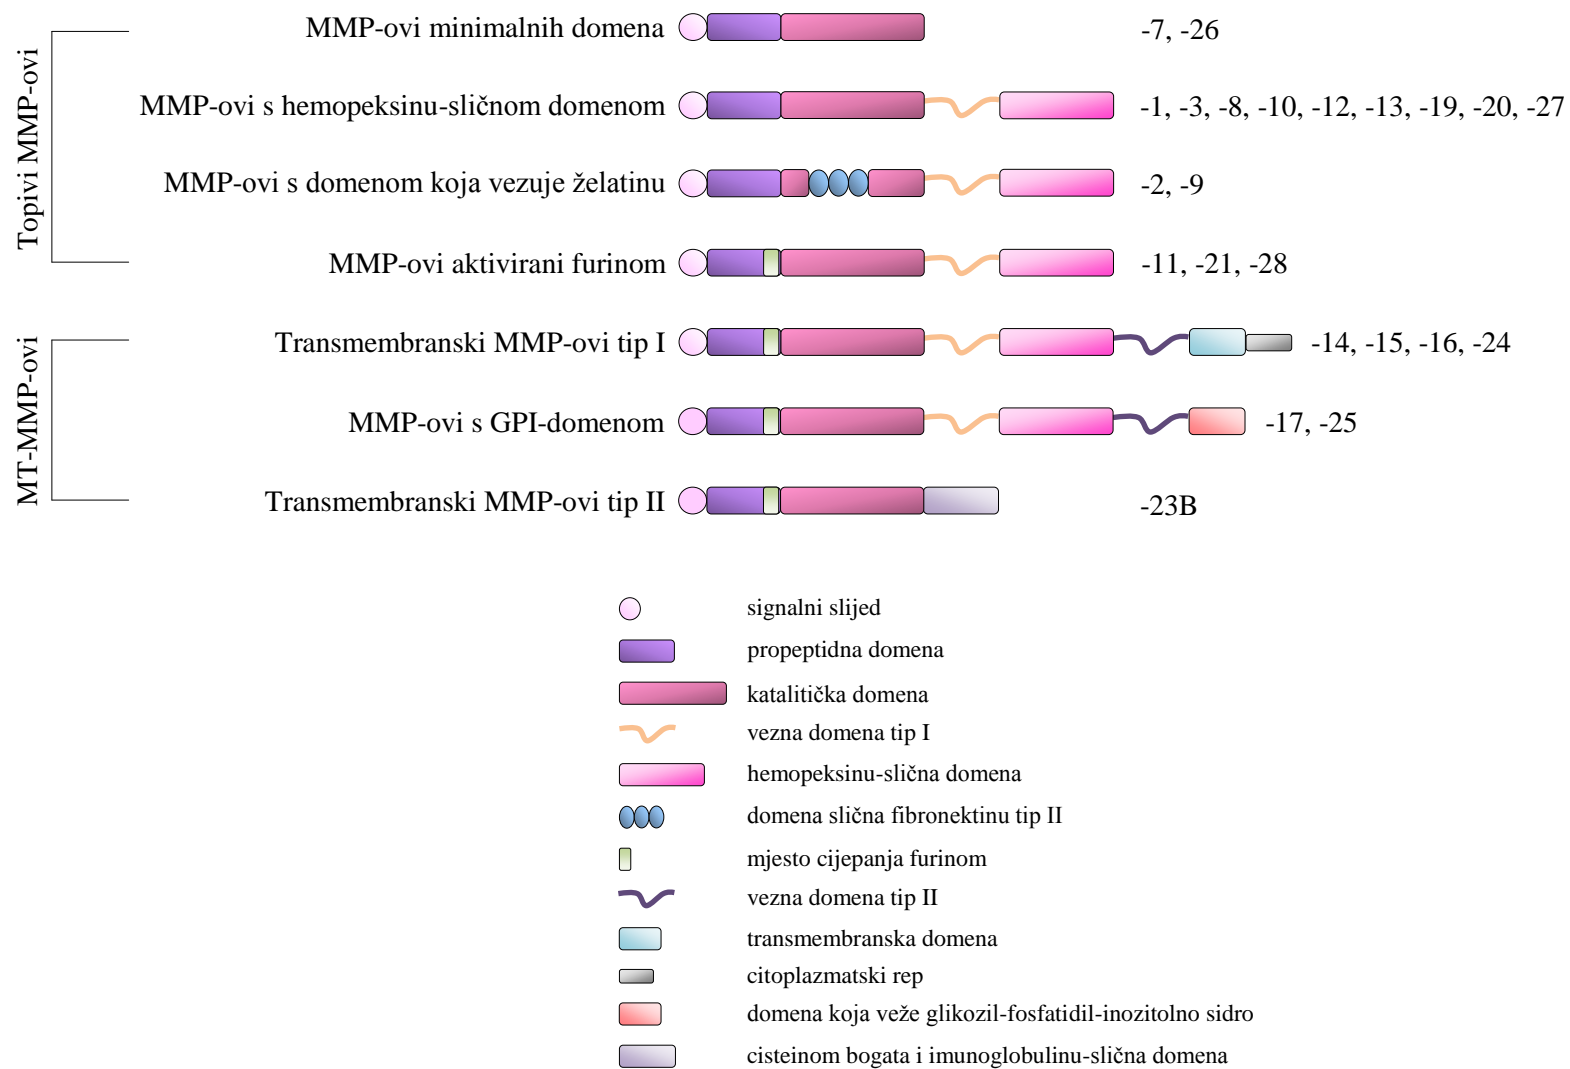 Topivi MMP-ovi
MMP-ovi minimalnih domena
-7, -26
MMP-ovi s hemopeksinu-sličnom domenom
-1, -3, -8, -10, -12, -13, -19, -20, -27
MMP-ovi s domenom koja vezuje želatinu
-2, -9
MMP-ovi aktivirani furinom
-11, -21, -28
MT-MMP-ovi
Transmembranski MMP-ovi tip I
-14, -15, -16, -24
MMP-ovi s GPI-domenom
-17, -25
Transmembranski MMP-ovi tip II
-23B
signalni slijed
propeptidna domena
katalitička domena
vezna domena tip I
hemopeksinu-slična domena
domena slična fibronektinu tip II
mjesto cijepanja furinom
vezna domena tip II
transmembranska domena
citoplazmatski rep
domena koja veže glikozil-fosfatidil-inozitolno sidro
cisteinom bogata i imunoglobulinu-slična domena